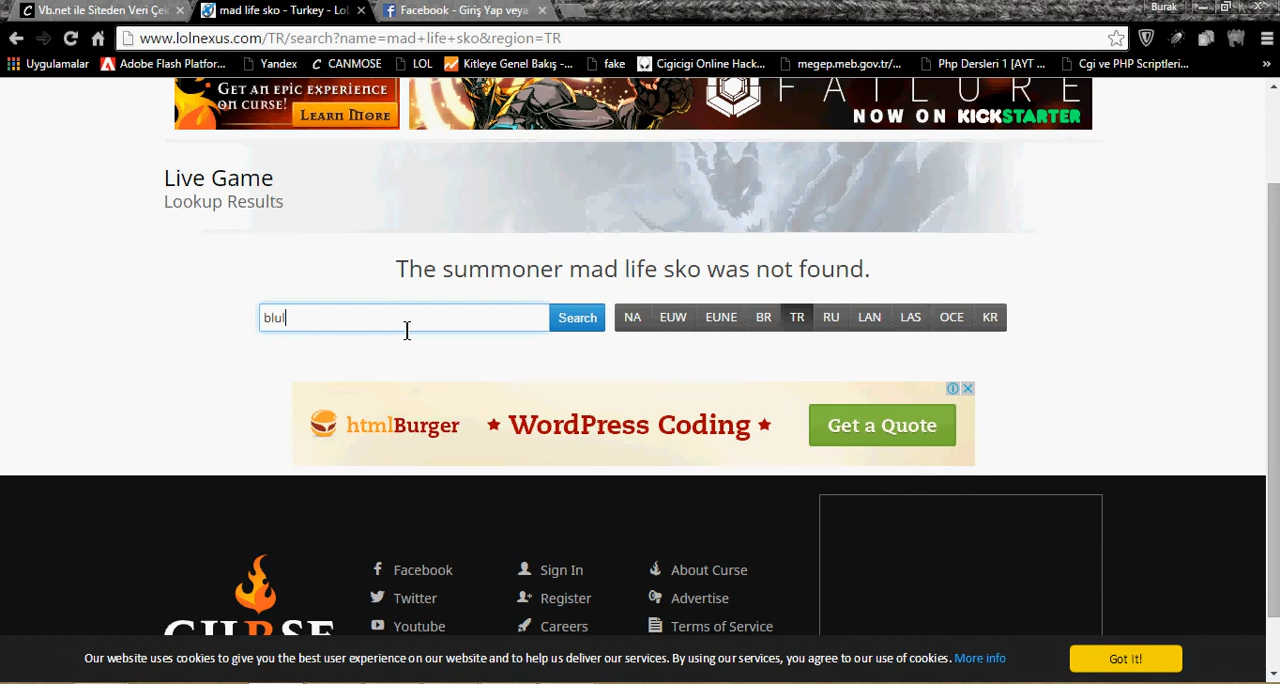 Vb.net ile Siteden Veri Çek
mad life sko - Turkey - Lol
Facebook - Giriş Yap veya
Burak
www.lolnexus.com/TR/search?name=mad+life+sko&region=TR
Uygulamalar
Adobe Flash Platfor...
Yandex
CANMOSE
LOL
Kitleye Genel Bakış -...
fake
Cigicigi Online Hack...
megep.meb.gov.tr/...
Php Dersleri 1 [AYT ...
Cgi ve PHP Scriptleri...
»
GET AN EPIC EXPERIENCE
ON CURSE!
LEARN MORE
FAILURE
NOW ON KICKSTARTER
Live Game
Lookup Results
The summoner mad life sko was not found.
blul
Search
NA EUW EUNE BR TR RU LAN LAS OCE KR
htmlBurger
WordPress Coding
Get a Quote
Facebook
Sign In
About Curse
Twitter
Register
Advertise
Youtube
Careers
Terms of Service
CURSE
Our website uses cookies to give you the best user experience on our website and to help us deliver our services. By using our services, you agree to our use of cookies. More info
Got It!